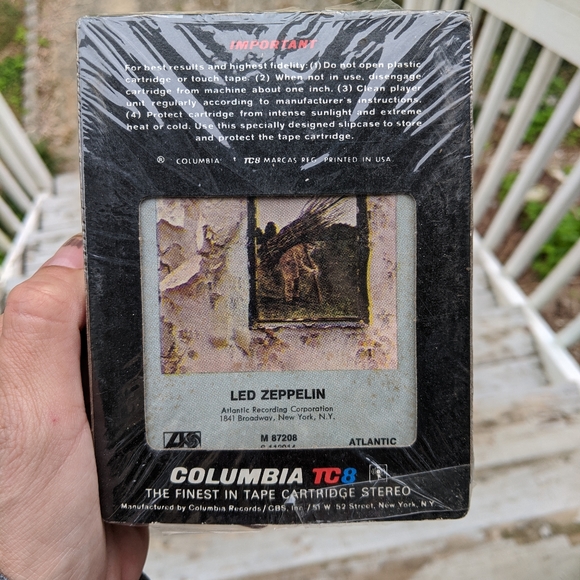 IMPORTANT
For best results and highest fidelity: (1) Do not open plastic
cartridge or touch tape. (2) When not in use, disengage
cartridge from machine about one inch. (3) Clean player
unit regularly according to manufacturer's instructions.
(4) Protect cartridge from intense sunlight and extreme
heat or cold. Use this specially designed slipcase to store
and protect the tape cartridge.
® COLUMBIA, TC8 MARCAS REG. PRINTED IN USA
LED ZEPPELIN
Atlantic Recording Corporation
1841 Broadway, New York, N.Y.
M 87208
ATLANTIC
COLUMBIA TC8
THE FINEST IN TAPE CARTRIDGE STEREO
Manufactured by Columbia Records/CBS, Inc./51 W. 52 Street, New York, N.Y.